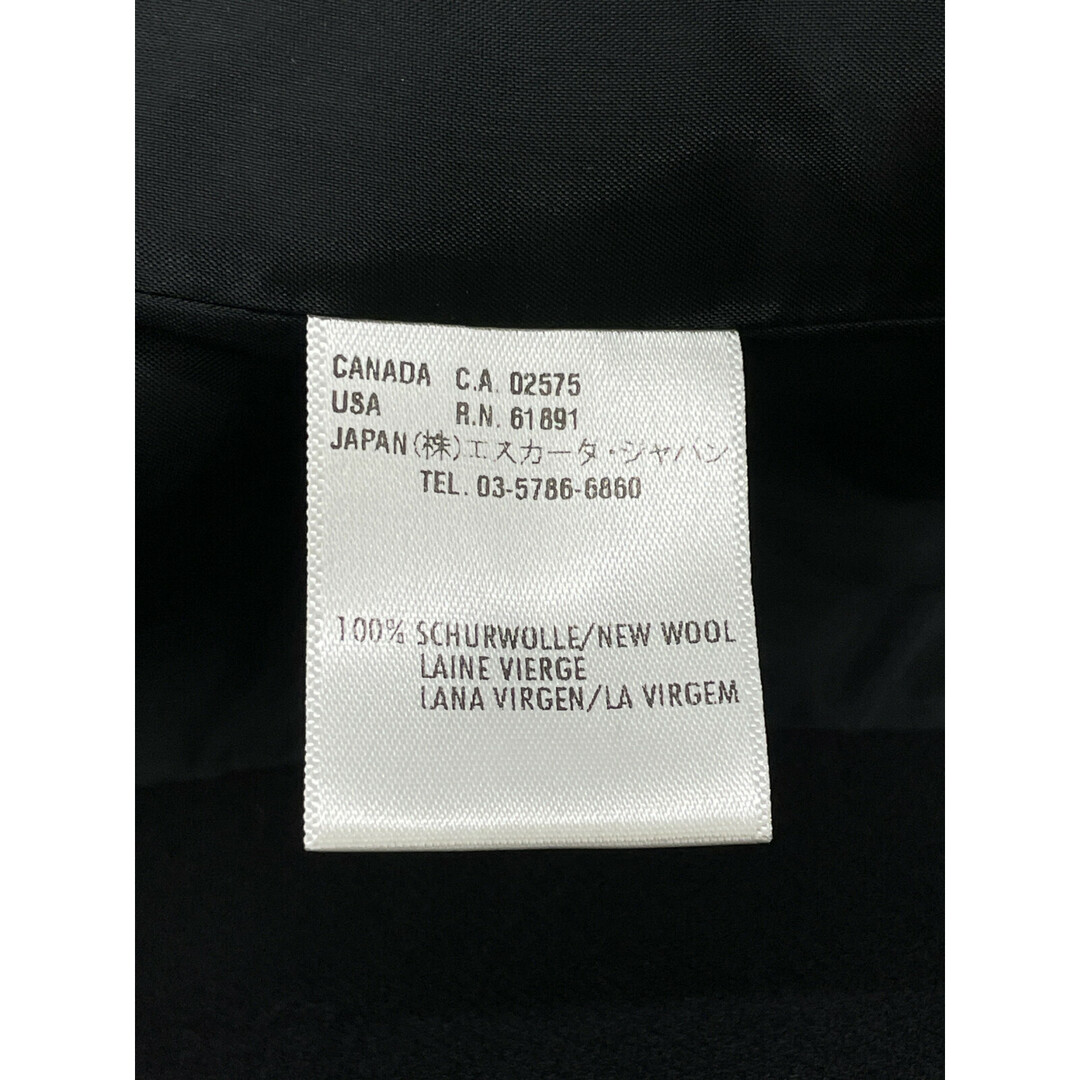 CANADA C.A. 02575
USA R.N. 61891
JAPAN (株)エスカーダ・ジャパン
TEL. 03-5786-6860
100% SCHURWOLLE/NEW WOOL
LAINE VIERGE
LANA VIRGEN/LA VIRGEM